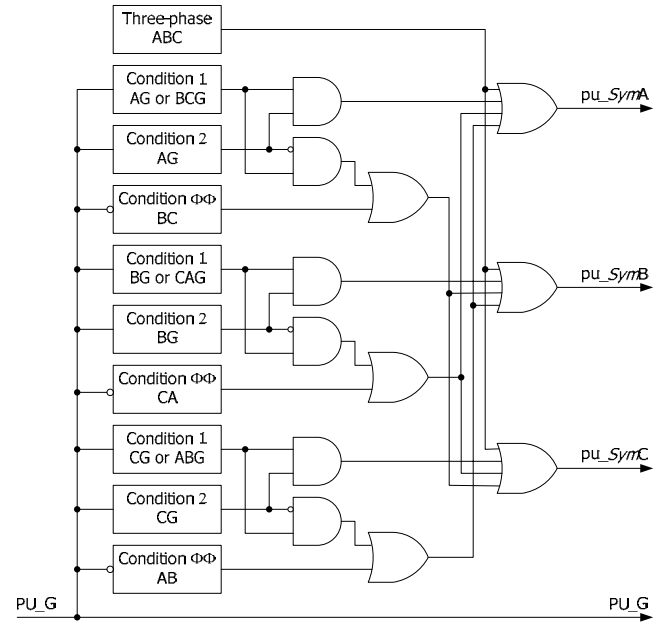 Three-phase
ABC
Condition 1
AG or BCG
pu_SymA
Condition 2
AG
Condition ΦΦ
BC
Condition 1
BG or CAG
pu_SymB
Condition 2
BG
Condition ΦΦ
CA
Condition 1
CG or ABG
pu_SymC
Condition 2
CG
Condition ΦΦ
AB
PU_G
PU_G